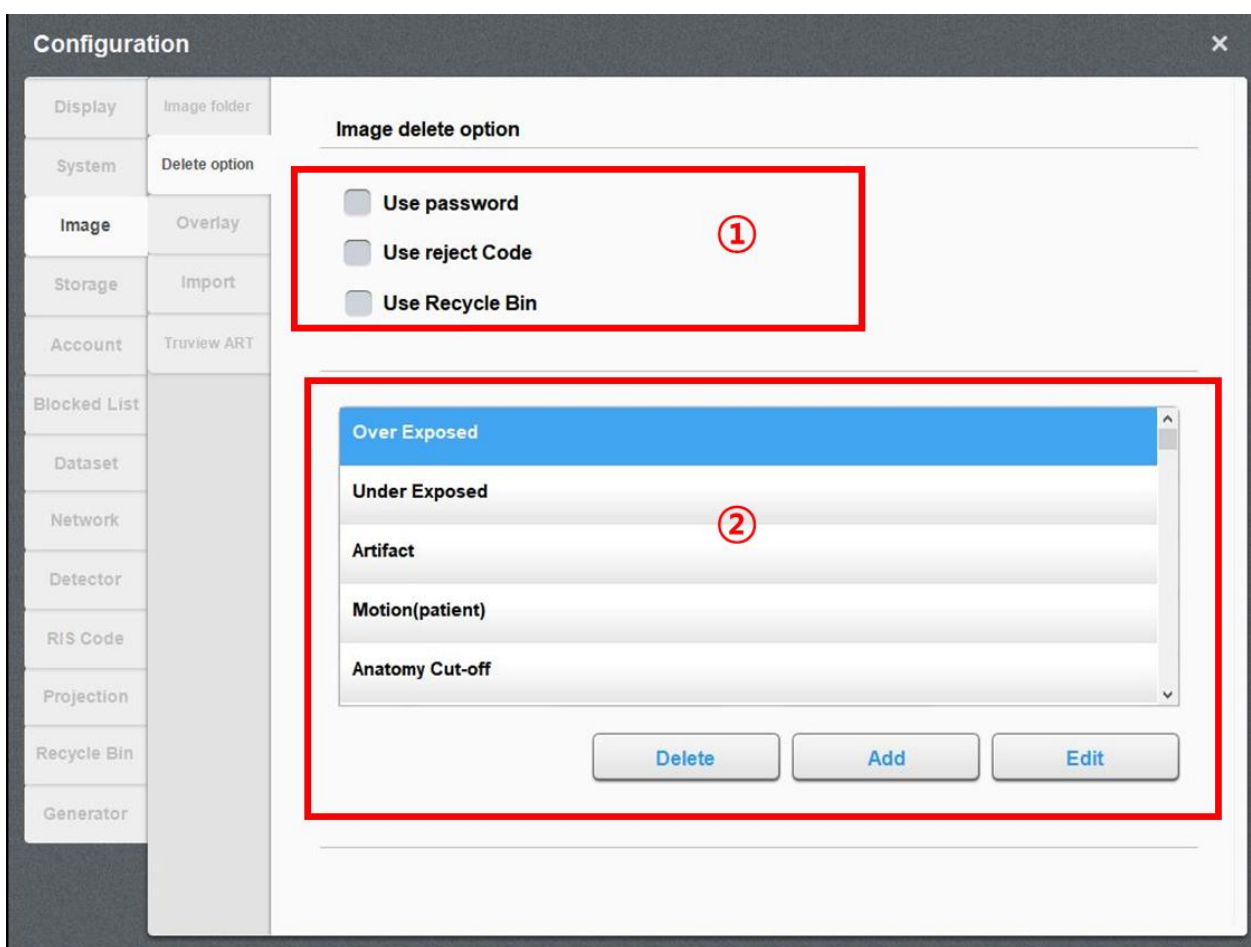 Configuration
×
Display
System
Image
Storage
Account
Blocked List
Dataset
Network
Detector
RIS Code
Projection
Recycle Bin
Generator
Image folder
Delete option
Overlay
Import
Truview ART
Image delete option
Use password
Use reject Code
Use Recycle Bin
①
Over Exposed
Under Exposed
Artifact
Motion(patient)
Anatomy Cut-off
②
Delete Add Edit